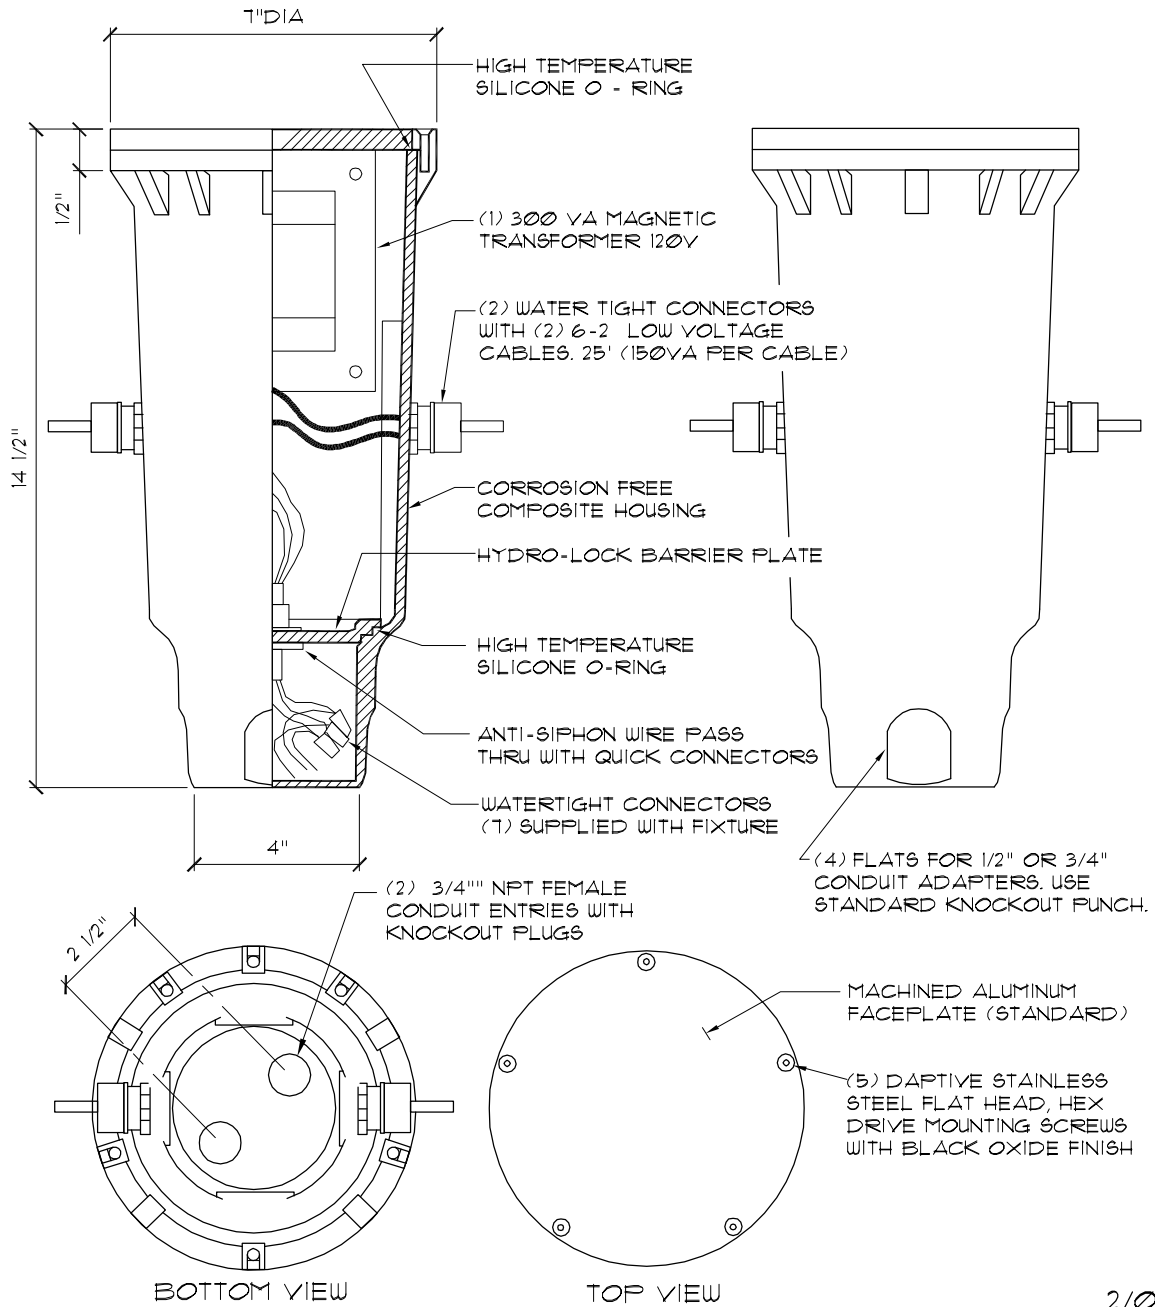 7"DIA
HIGH TEMPERATURE
SILICONE O - RING
1/2"
(1) 300 VA MAGNETIC
TRANSFORMER 120V
(2) WATER TIGHT CONNECTORS
WITH (2) 6-2 LOW VOLTAGE
CABLES. 25' (150VA PER CABLE)
14 1/2"
CORROSION FREE
COMPOSITE HOUSING
HYDRO-LOCK BARRIER PLATE
HIGH TEMPERATURE
SILICONE O-RING
ANTI-SIPHON WIRE PASS
THRU WITH QUICK CONNECTORS
WATERTIGHT CONNECTORS
(7) SUPPLIED WITH FIXTURE
4"
(4) FLATS FOR 1/2" OR 3/4"
CONDUIT ADAPTERS. USE
STANDARD KNOCKOUT PUNCH.
(2) 3/4"" NPT FEMALE
CONDUIT ENTRIES WITH
KNOCKOUT PLUGS
2 1/2"
MACHINED ALUMINUM
FACEPLATE (STANDARD)
(5) DAPTIVE STAINLESS
STEEL FLAT HEAD, HEX
DRIVE MOUNTING SCREWS
WITH BLACK OXIDE FINISH
BOTTOM VIEW
TOP VIEW